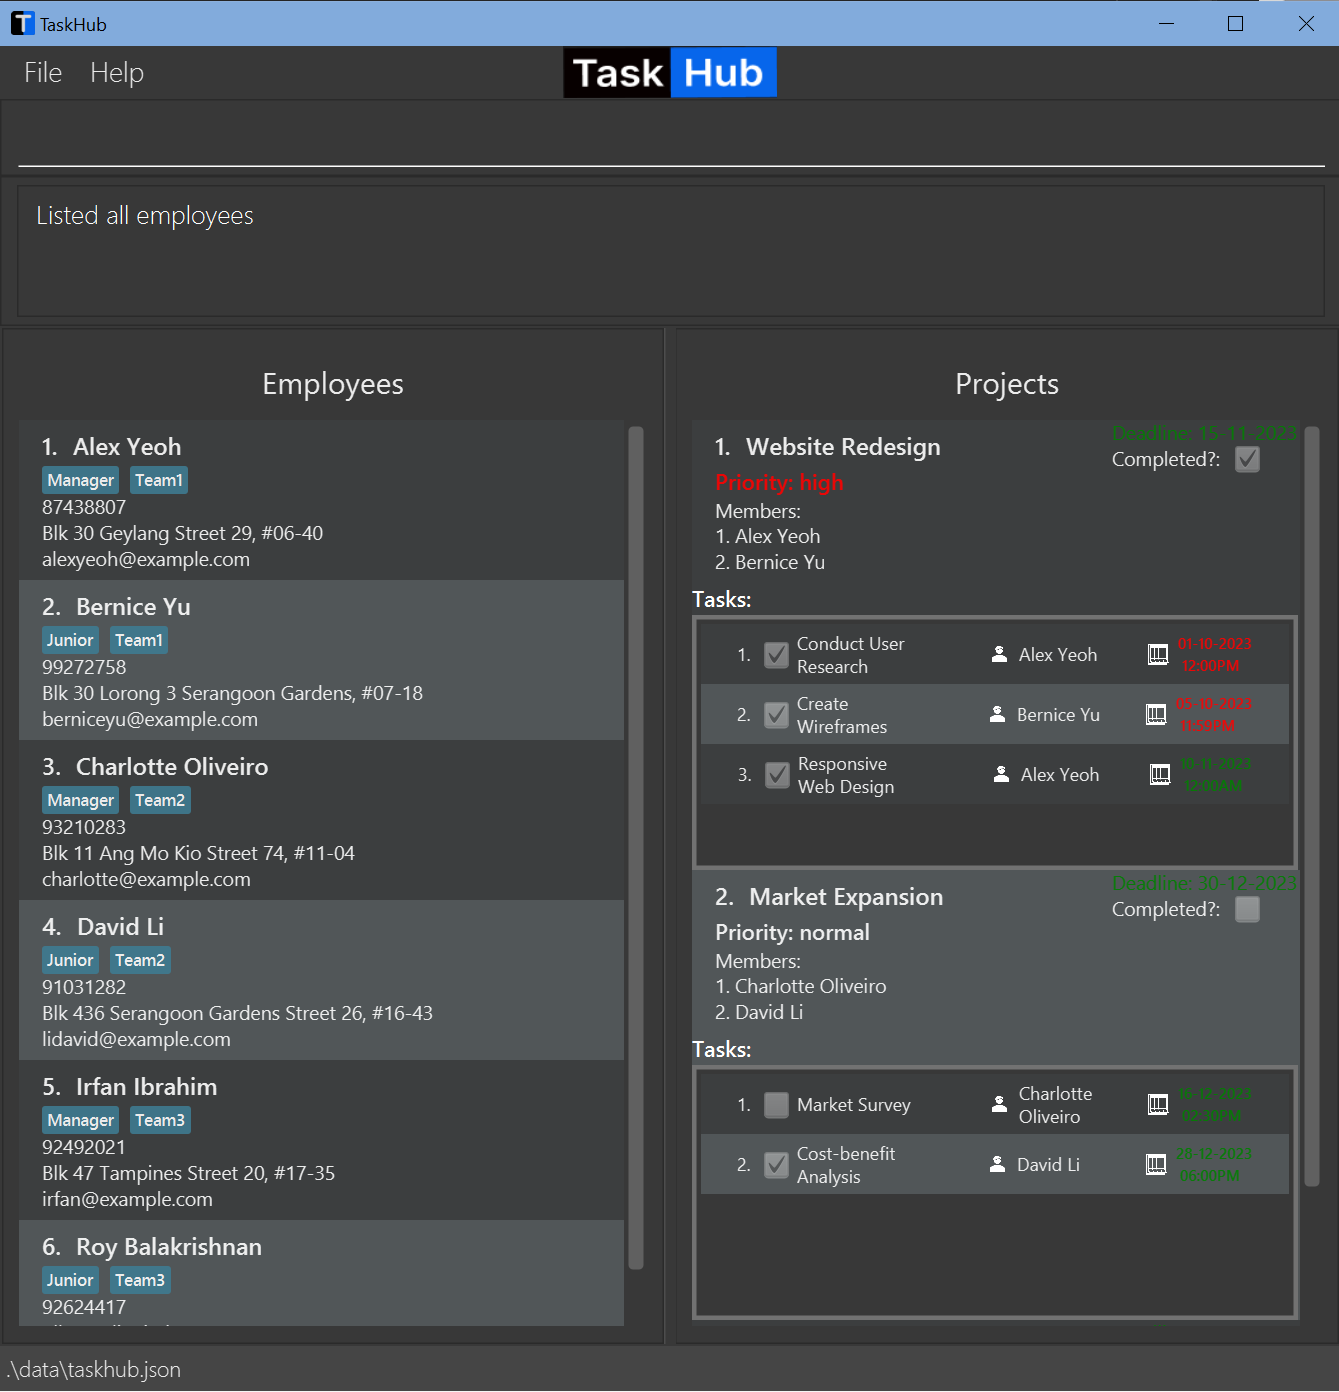 TaskHub
File Help
Task Hub
Listed all employees
Employees
1. Alex Yeoh
Manager Team1
87438807
Blk 30 Geylang Street 29, #06-40
alexyeoh@example.com
2. Bernice Yu
Junior Team1
99272758
Blk 30 Lorong 3 Serangoon Gardens, #07-18
berniceyu@example.com
3. Charlotte Oliveiro
Manager Team2
93210283
Blk 11 Ang Mo Kio Street 74, #11-04
charlotte@example.com
4. David Li
Junior Team2
91031282
Blk 436 Serangoon Gardens Street 26, #16-43
lidavid@example.com
5. Irfan Ibrahim
Manager Team3
92492021
Blk 47 Tampines Street 20, #17-35
irfan@example.com
6. Roy Balakrishnan
Junior Team3
92624417
Projects
1. Website Redesign
Deadline: 15-11-2023
Completed?:
Priority: high
Members:
1. Alex Yeoh
2. Bernice Yu
Tasks:
1. Conduct User
Research
Alex Yeoh
01-10-2023
12:00PM
2. Create
Wireframes
Bernice Yu
05-10-2023
11:59PM
3. Responsive
Web Design
Alex Yeoh
10-11-2023
12:00AM
2. Market Expansion
Deadline: 30-12-2023
Completed?:
Priority: normal
Members:
1. Charlotte Oliveiro
2. David Li
Tasks:
1. Market Survey
Charlotte
Oliveiro
16-12-2023
02:30PM
2. Cost-benefit
Analysis
David Li
28-12-2023
06:00PM
.\data\taskhub.json